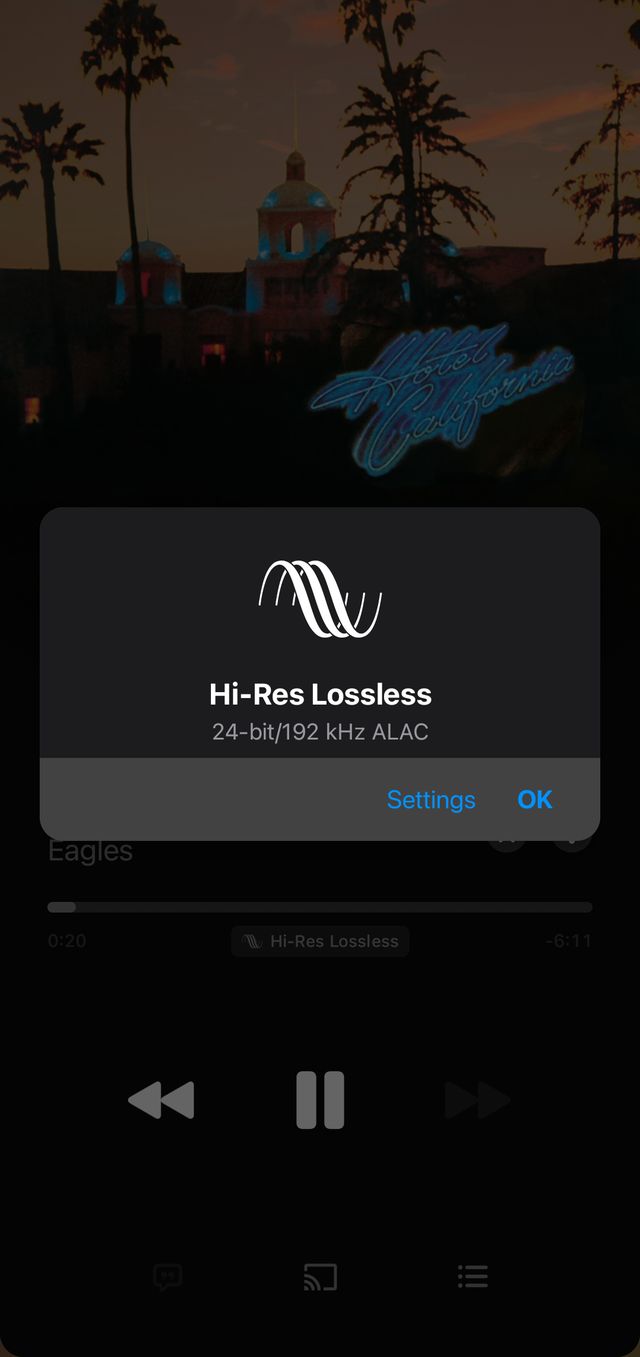 Hotel
California
Hi-Res Lossless
24-bit/192 kHz ALAC
Settings OK
Eagles
0:20 Hi-Res Lossless -6:11